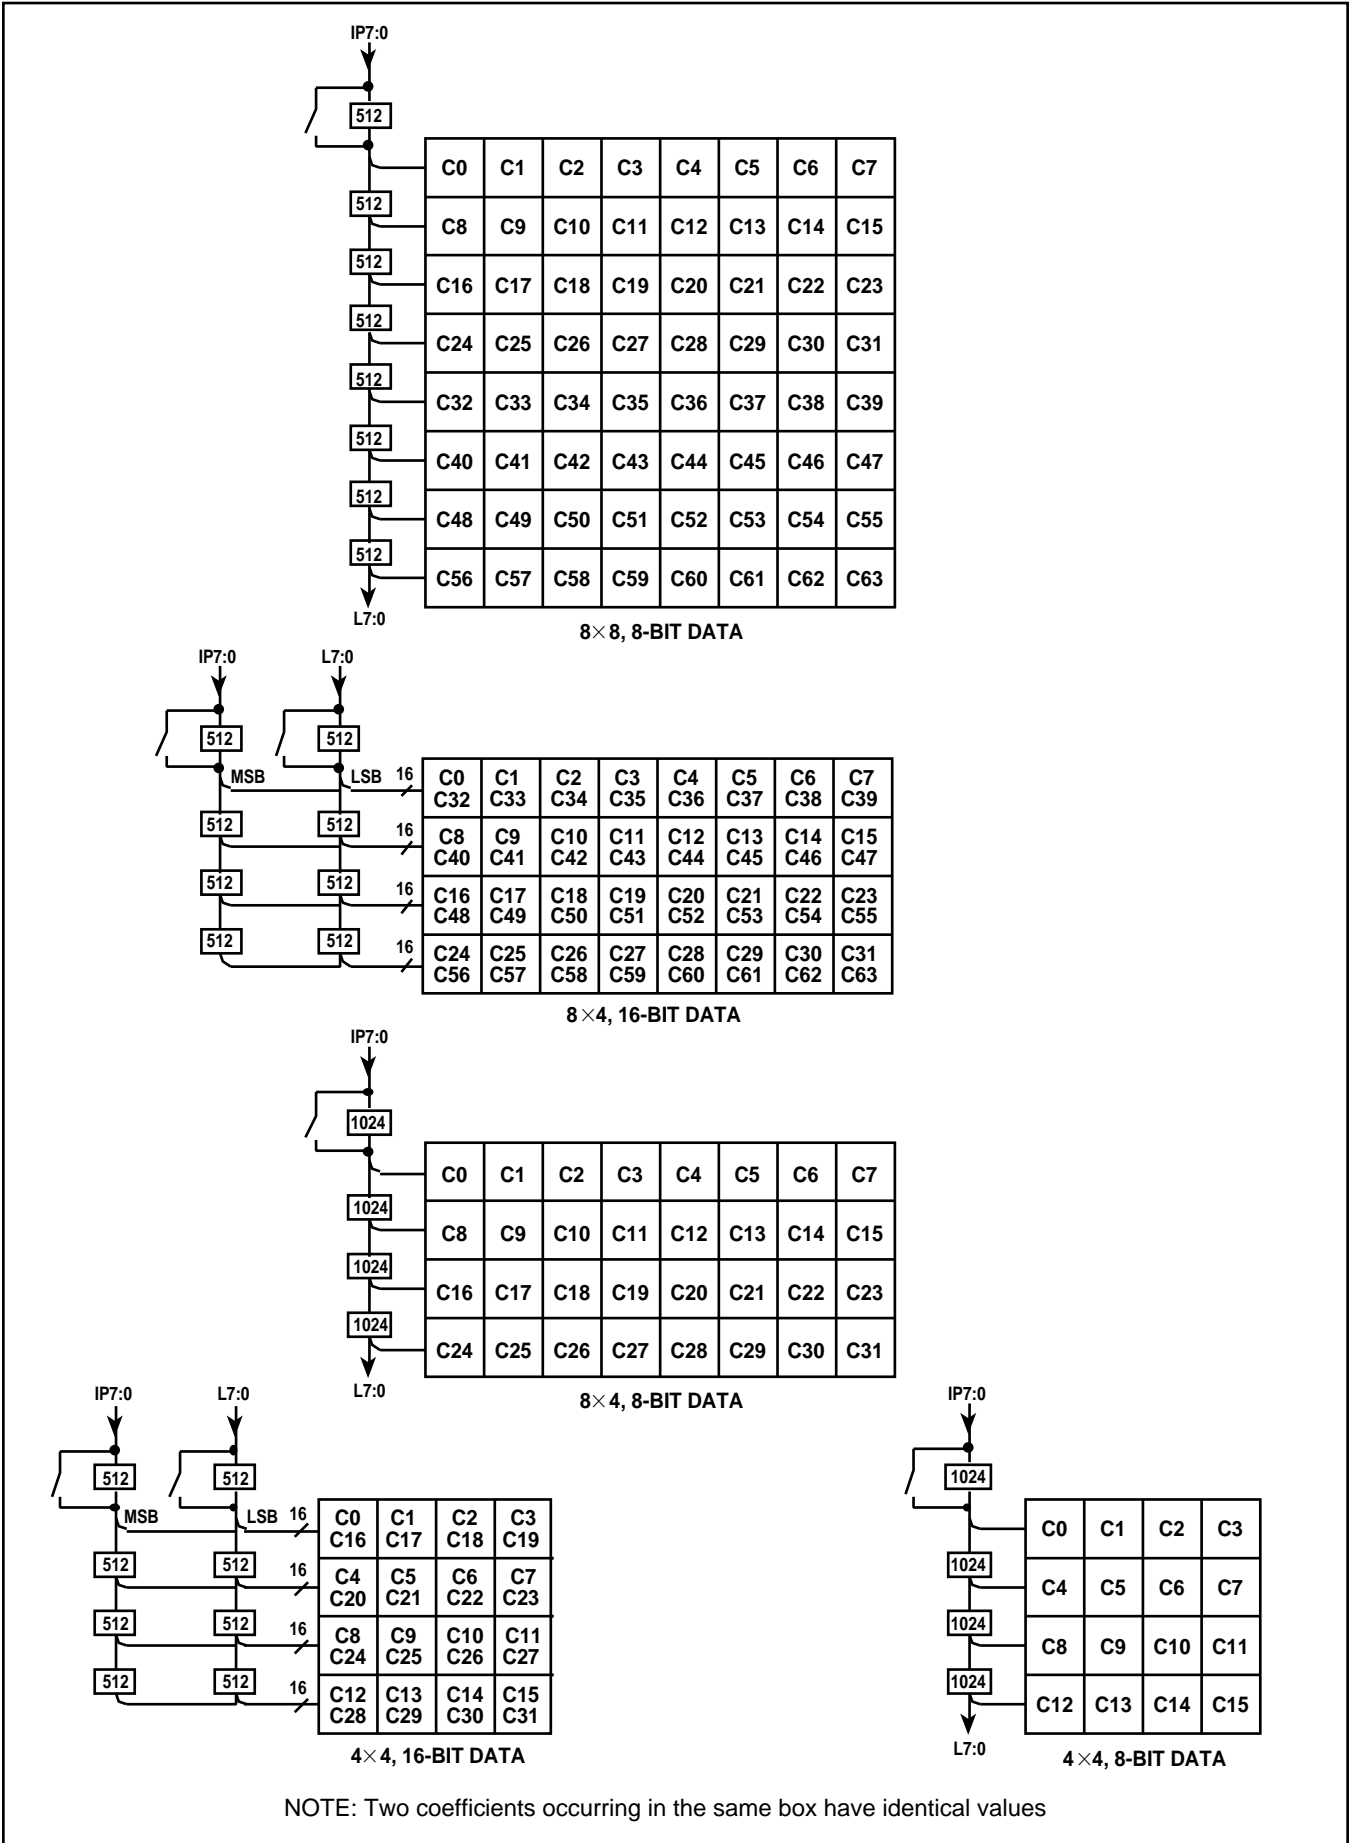 IP7:0
512
C0 C1 C2 C3 C4 C5 C6 C7
512
C8 C9 C10 C11 C12 C13 C14 C15
512
C16 C17 C18 C19 C20 C21 C22 C23
512
C24 C25 C26 C27 C28 C29 C30 C31
512
C32 C33 C34 C35 C36 C37 C38 C39
512
C40 C41 C42 C43 C44 C45 C46 C47
512
C48 C49 C50 C51 C52 C53 C54 C55
512
C56 C57 C58 C59 C60 C61 C62 C63
L7:0
8×8, 8-BIT DATA
IP7:0 L7:0
512 512
MSB LSB 16
C0 C1 C2 C3 C4 C5 C6 C7
C32 C33 C34 C35 C36 C37 C38 C39
512 512 16
C8 C9 C10 C11 C12 C13 C14 C15
C40 C41 C42 C43 C44 C45 C46 C47
512 512 16
C16 C17 C18 C19 C20 C21 C22 C23
C48 C49 C50 C51 C52 C53 C54 C55
512 512 16
C24 C25 C26 C27 C28 C29 C30 C31
C56 C57 C58 C59 C60 C61 C62 C63
8×4, 16-BIT DATA
IP7:0
1024
C0 C1 C2 C3 C4 C5 C6 C7
1024
C8 C9 C10 C11 C12 C13 C14 C15
1024
C16 C17 C18 C19 C20 C21 C22 C23
1024
C24 C25 C26 C27 C28 C29 C30 C31
L7:0
8×4, 8-BIT DATA
IP7:0 L7:0
512 512
MSB LSB 16
C0 C1 C2 C3
C16 C17 C18 C19
512 512 16
C4 C5 C6 C7
C20 C21 C22 C23
512 512 16
C8 C9 C10 C11
C24 C25 C26 C27
512 512 16
C12 C13 C14 C15
C28 C29 C30 C31
4×4, 16-BIT DATA
IP7:0
1024
C0 C1 C2 C3
1024
C4 C5 C6 C7
1024
C8 C9 C10 C11
1024
C12 C13 C14 C15
L7:0
4×4, 8-BIT DATA
NOTE: Two coefficients occurring in the same box have identical values